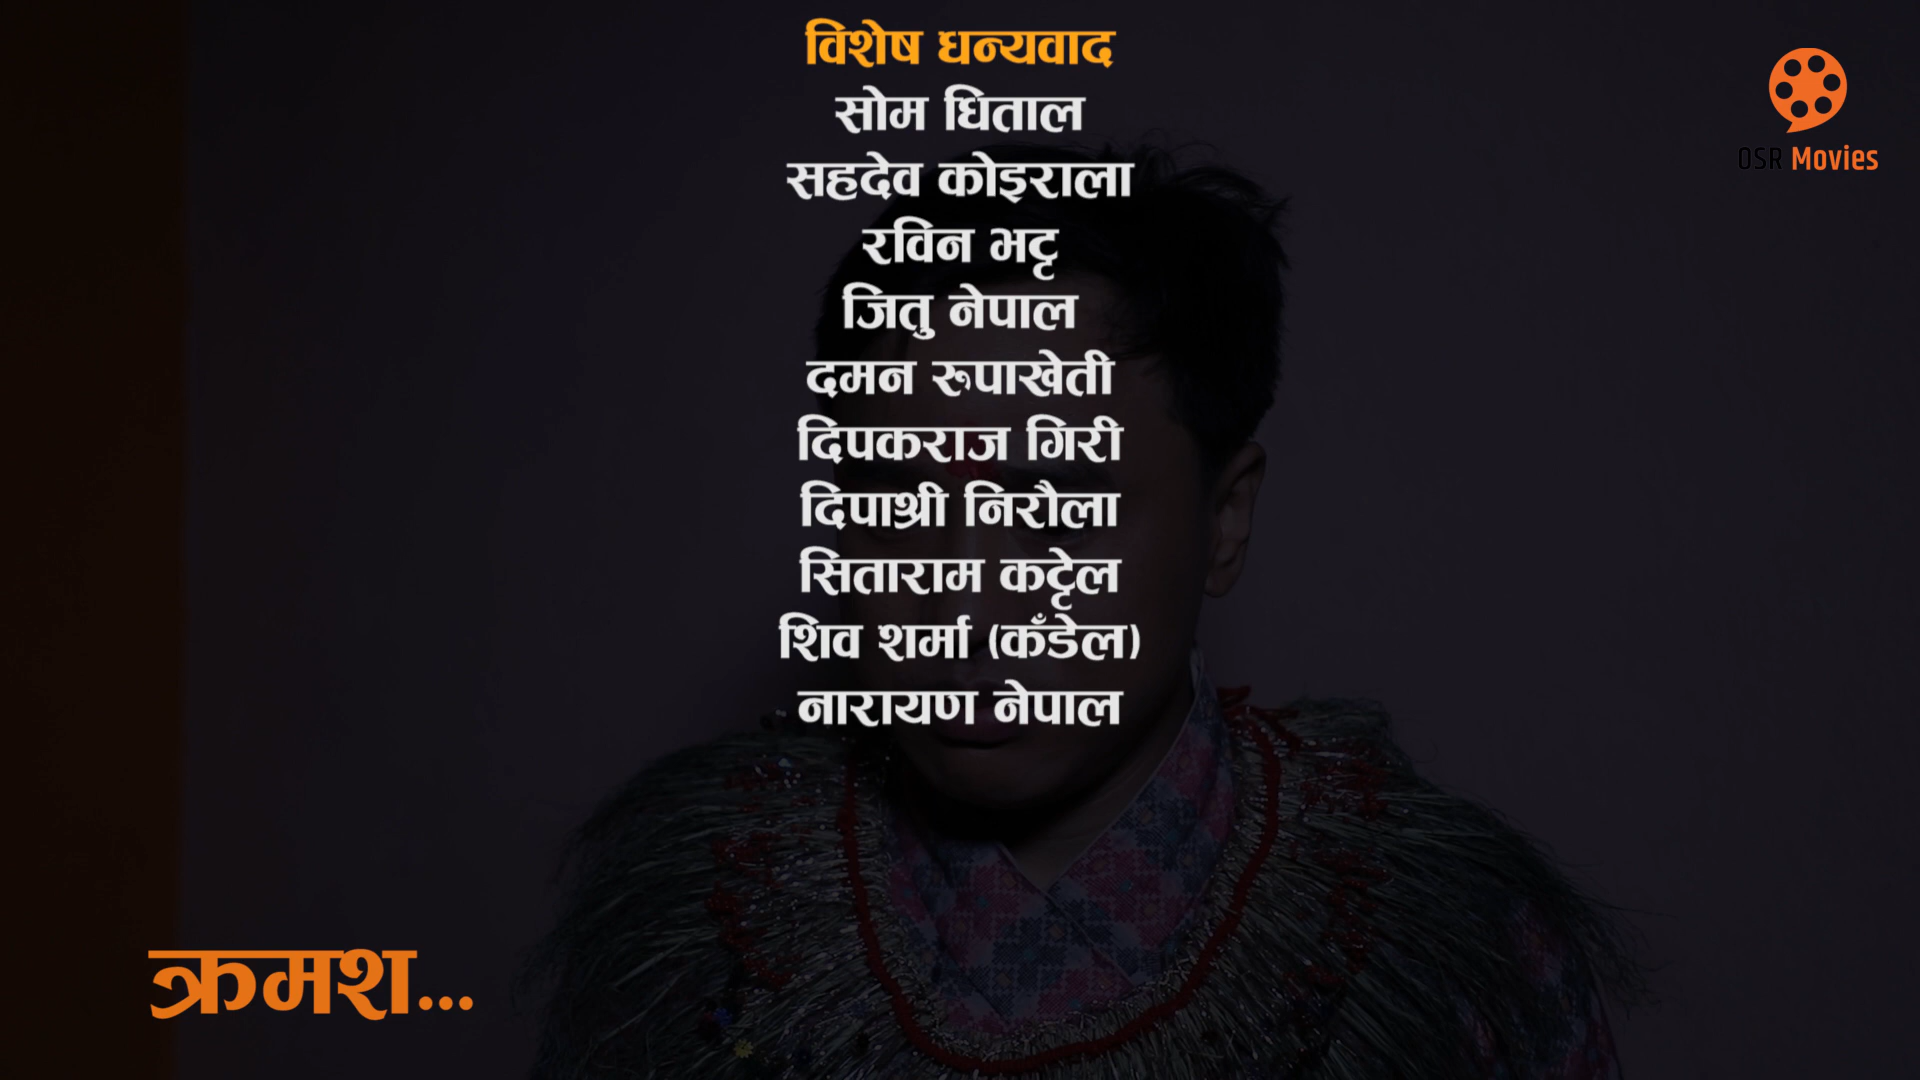 विशेष धन्यवाद
सोम धिताल
सहदेव कोइराला
रविन भट्ट
जितु नेपाल
दमन रुपाखेती
दिपकराज गिरी
दिपाश्री निरौला
सिताराम कट्टेल
शिव शर्मा (कँडेल)
नारायण नेपाल
क्रमश...
OSR Movies